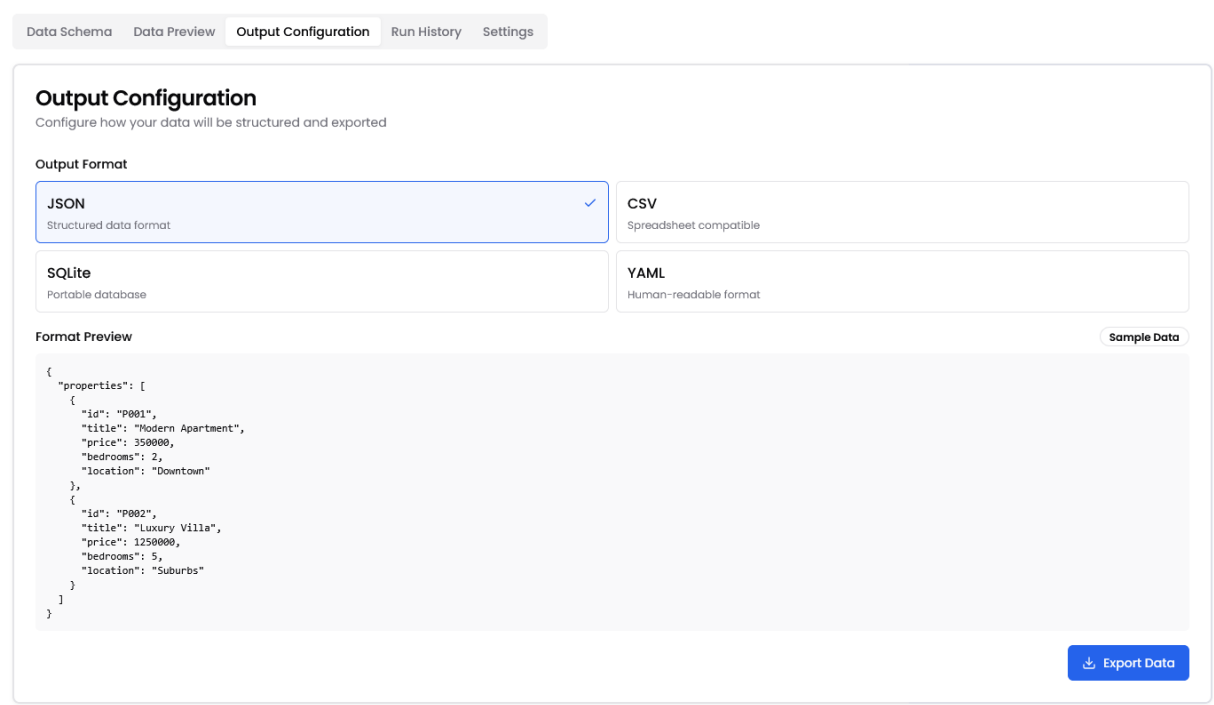 Data Schema Data Preview Output Configuration Run History Settings
Output Configuration
Configure how your data will be structured and exported
Output Format
JSON
Structured data format
CSV
Spreadsheet compatible
SQLite
Portable database
YAML
Human-readable format
Format Preview
Sample Data
{
  "properties": [
    {
      "id": "P001",
      "title": "Modern Apartment",
      "price": 350000,
      "bedrooms": 2,
      "location": "Downtown"
    },
    {
      "id": "P002",
      "title": "Luxury Villa",
      "price": 1250000,
      "bedrooms": 5,
      "location": "Suburbs"
    }
  ]
}
Export Data